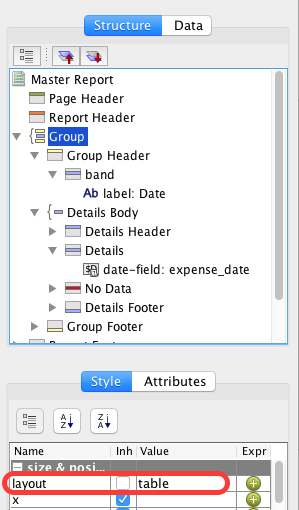 Structure Data
Master Report
Page Header
Report Header
Group
Group Header
band
Ab label: Date
Details Body
Details Header
Details
date-field: expense_date
No Data
Details Footer
Group Footer
Style Attributes
A Z Z A
Name Inh Value Expr
size & posi...
layout table
x